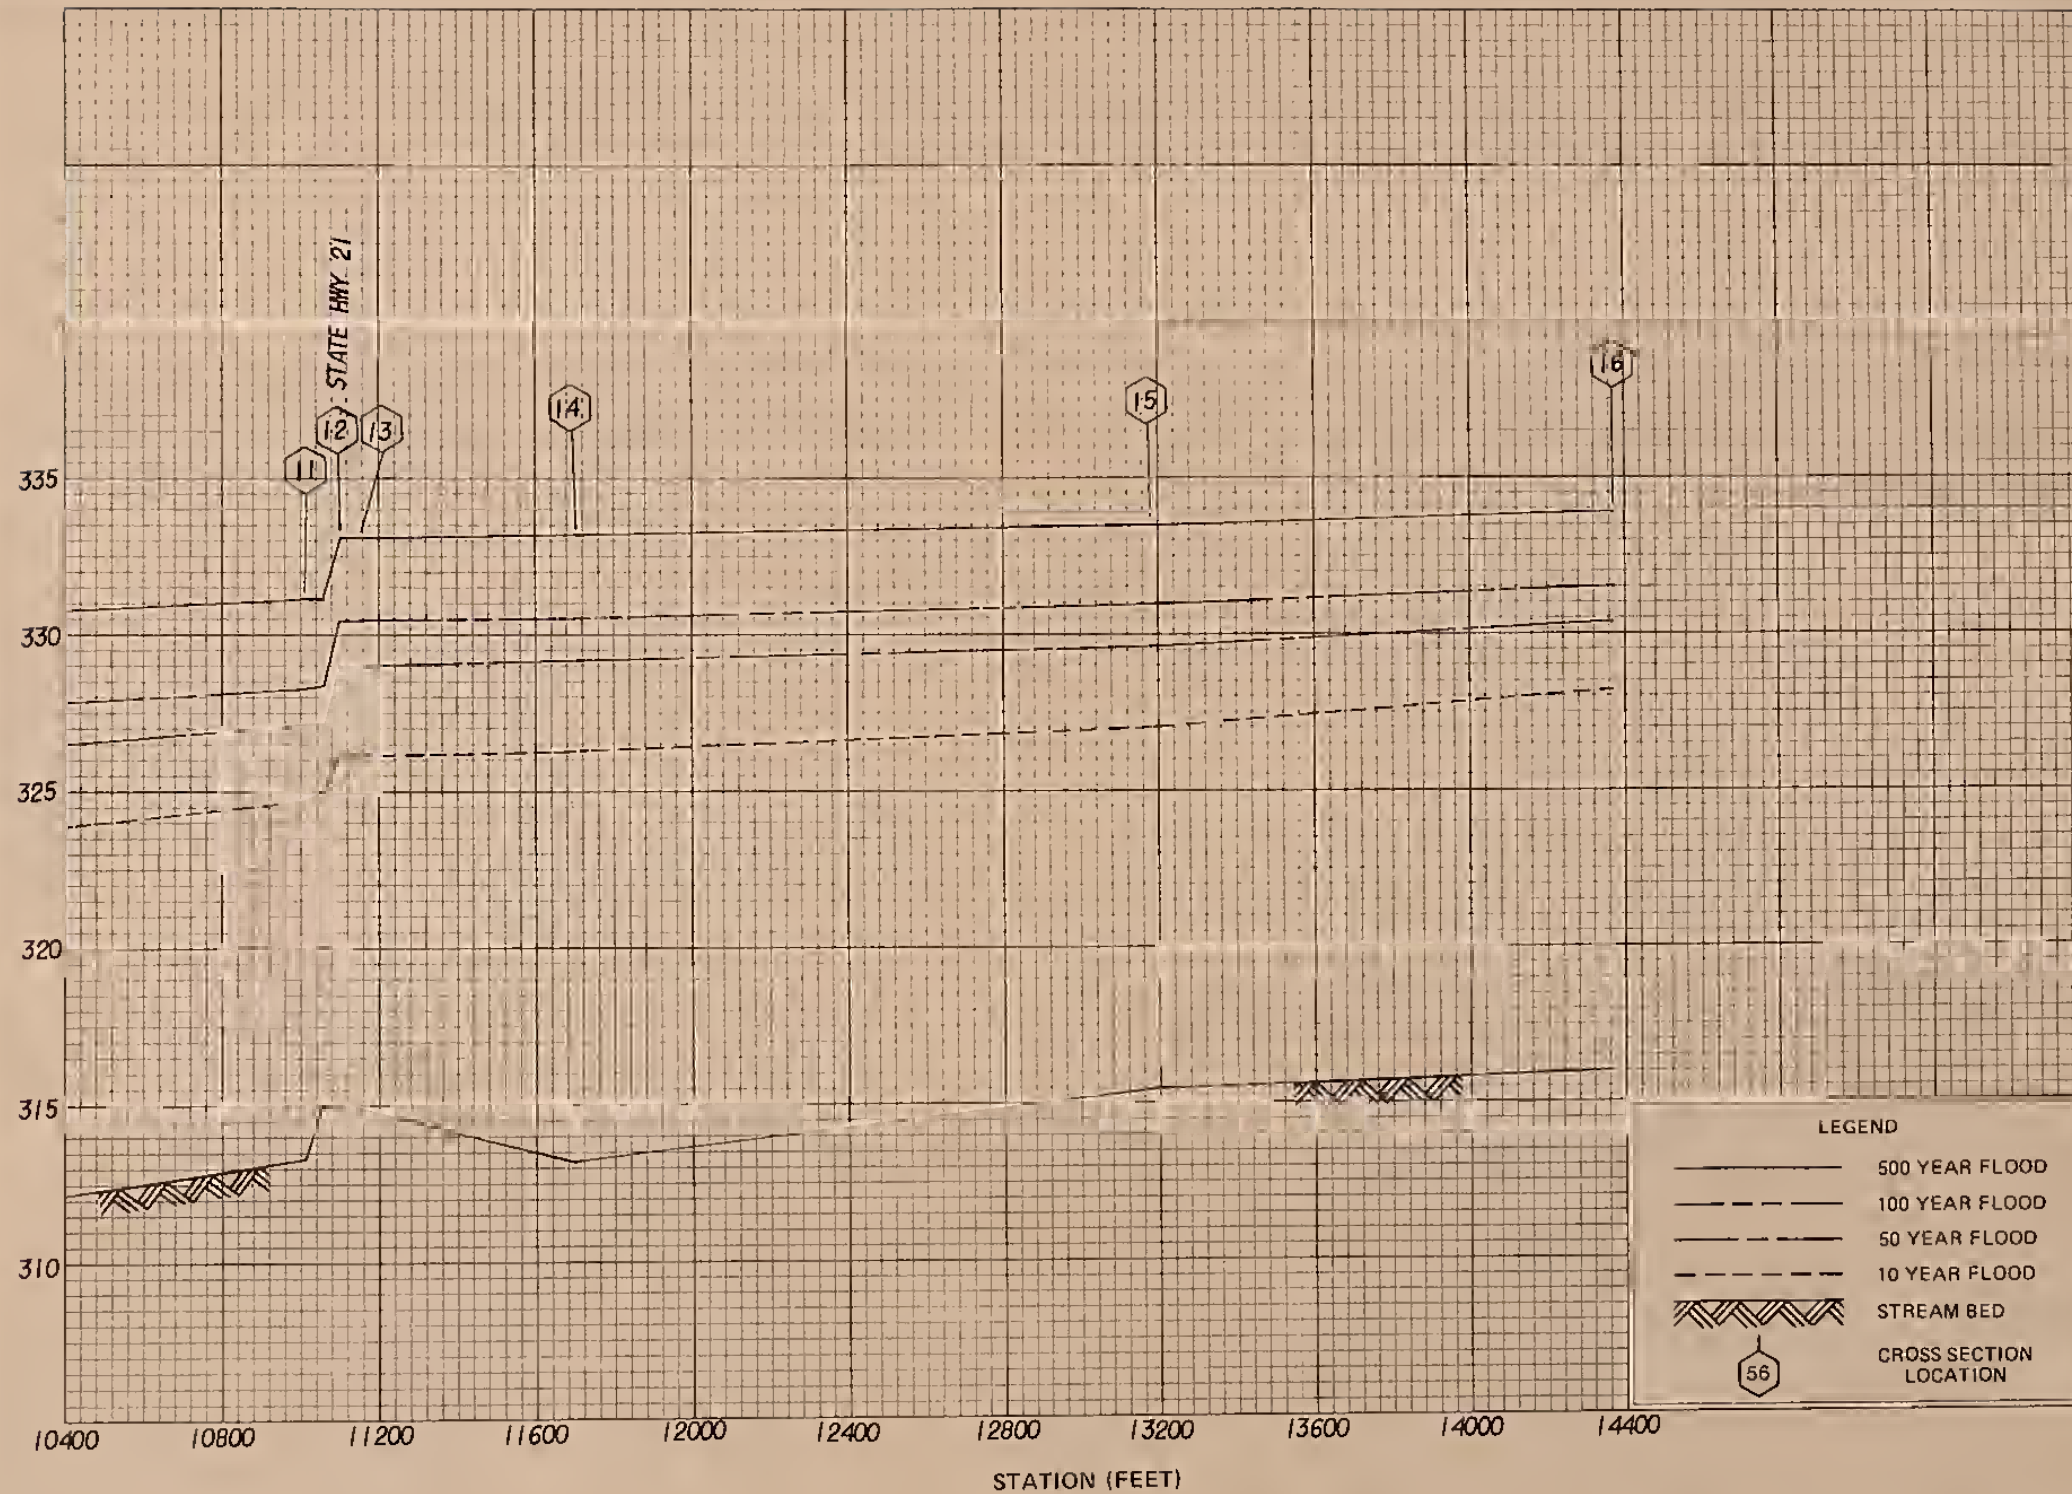 STATE HWY 21
16
15
14
12
13
11
335
330
325
320
315
310
10400 10800 11200 11600 12000 12400 12800 13200 13600 14000 14400
STATION (FEET)
LEGEND
500 YEAR FLOOD
100 YEAR FLOOD
50 YEAR FLOOD
10 YEAR FLOOD
STREAM BED
56
CROSS SECTION
LOCATION